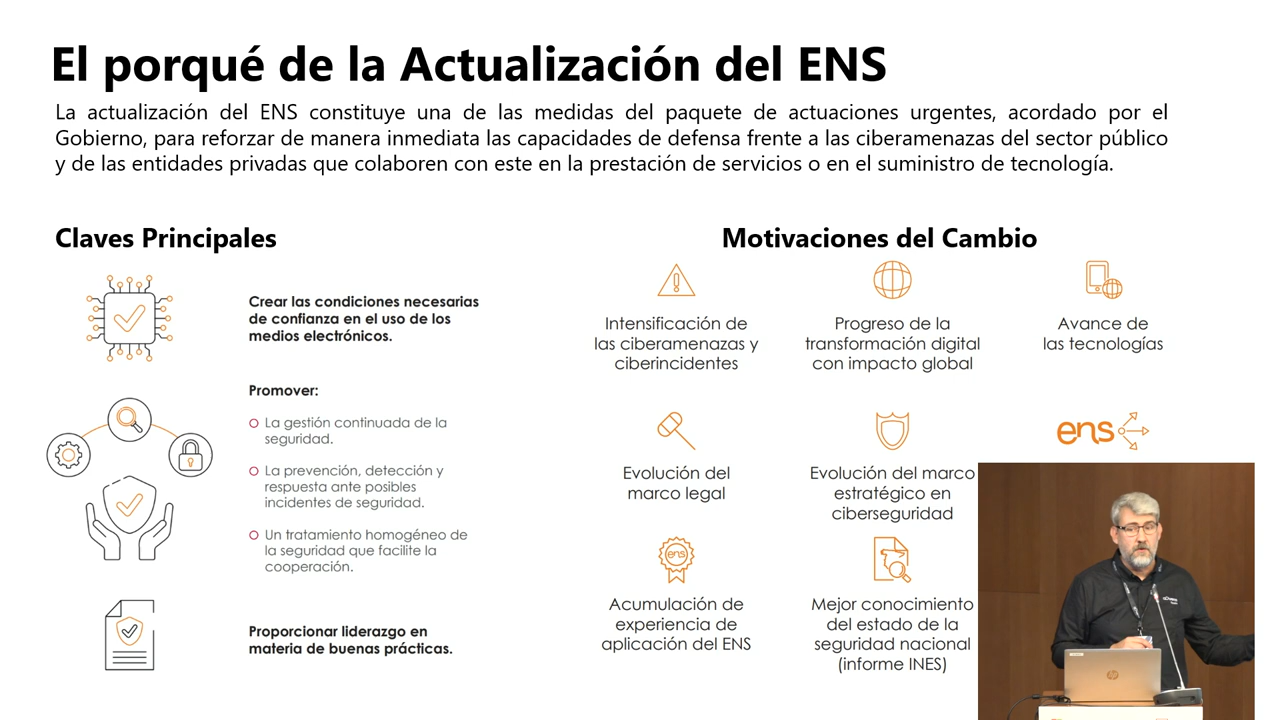 El porqué de la Actualización del ENS
La actualización del ENS constituye una de las medidas del paquete de actuaciones urgentes, acordado por el
Gobierno, para reforzar de manera inmediata las capacidades de defensa frente a las ciberamenazas del sector público
y de las entidades privadas que colaboren con este en la prestación de servicios o en el suministro de tecnología.
Claves Principales
Crear las condiciones necesarias
de confianza en el uso de los
medios electrónicos.
Promover:
La gestión continuada de la
seguridad.
La prevención, detección y
respuesta ante posibles
incidentes de seguridad.
Un tratamiento homogéneo de
la seguridad que facilite la
cooperación.
Proporcionar liderazgo en
materia de buenas prácticas.
Motivaciones del Cambio
Intensificación de
las ciberamenazas y
ciberincidentes
Progreso de la
transformación digital
con impacto global
Avance de
las tecnologías
Evolución del
marco legal
Evolución del marco
estratégico en
ciberseguridad
ens
ens
Acumulación de
experiencia de
aplicación del ENS
Mejor conocimiento
del estado de la
seguridad nacional
(informe INES)
hp